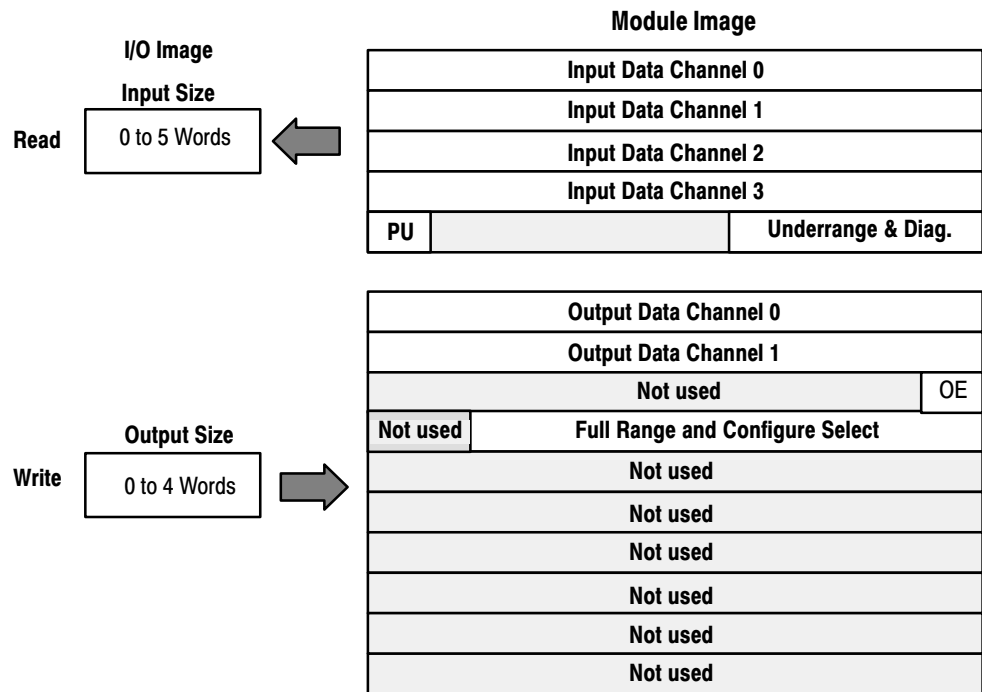 Module Image
I/O Image
Input Size
Read
0 to 5 Words
Input Data Channel 0
Input Data Channel 1
Input Data Channel 2
Input Data Channel 3
PU
Underrange & Diag.
Output Data Channel 0
Output Data Channel 1
Not used
OE
Not used
Full Range and Configure Select
Output Size
Write
0 to 4 Words
Not used
Not used
Not used
Not used
Not used
Not used